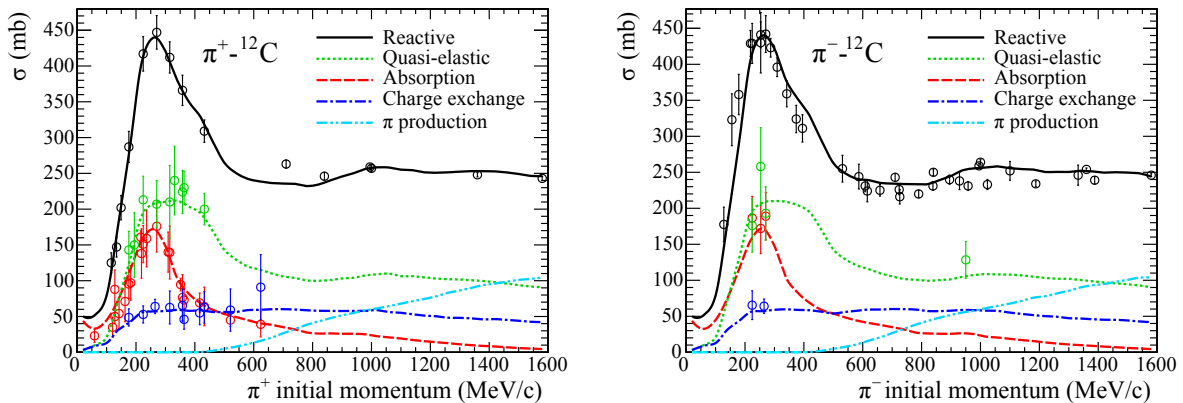 σ (mb)
450
400
350
300
250
200
150
100
50
0
0 200 400 600 800 1000 1200 1400 1600
π⁺ initial momentum (MeV/c)
π⁺-¹²C
Reactive
Quasi-elastic
Absorption
Charge exchange
π production
σ (mb)
450
400
350
300
250
200
150
100
50
0
0 200 400 600 800 1000 1200 1400 1600
π⁻ initial momentum (MeV/c)
π⁻-¹²C
Reactive
Quasi-elastic
Absorption
Charge exchange
π production